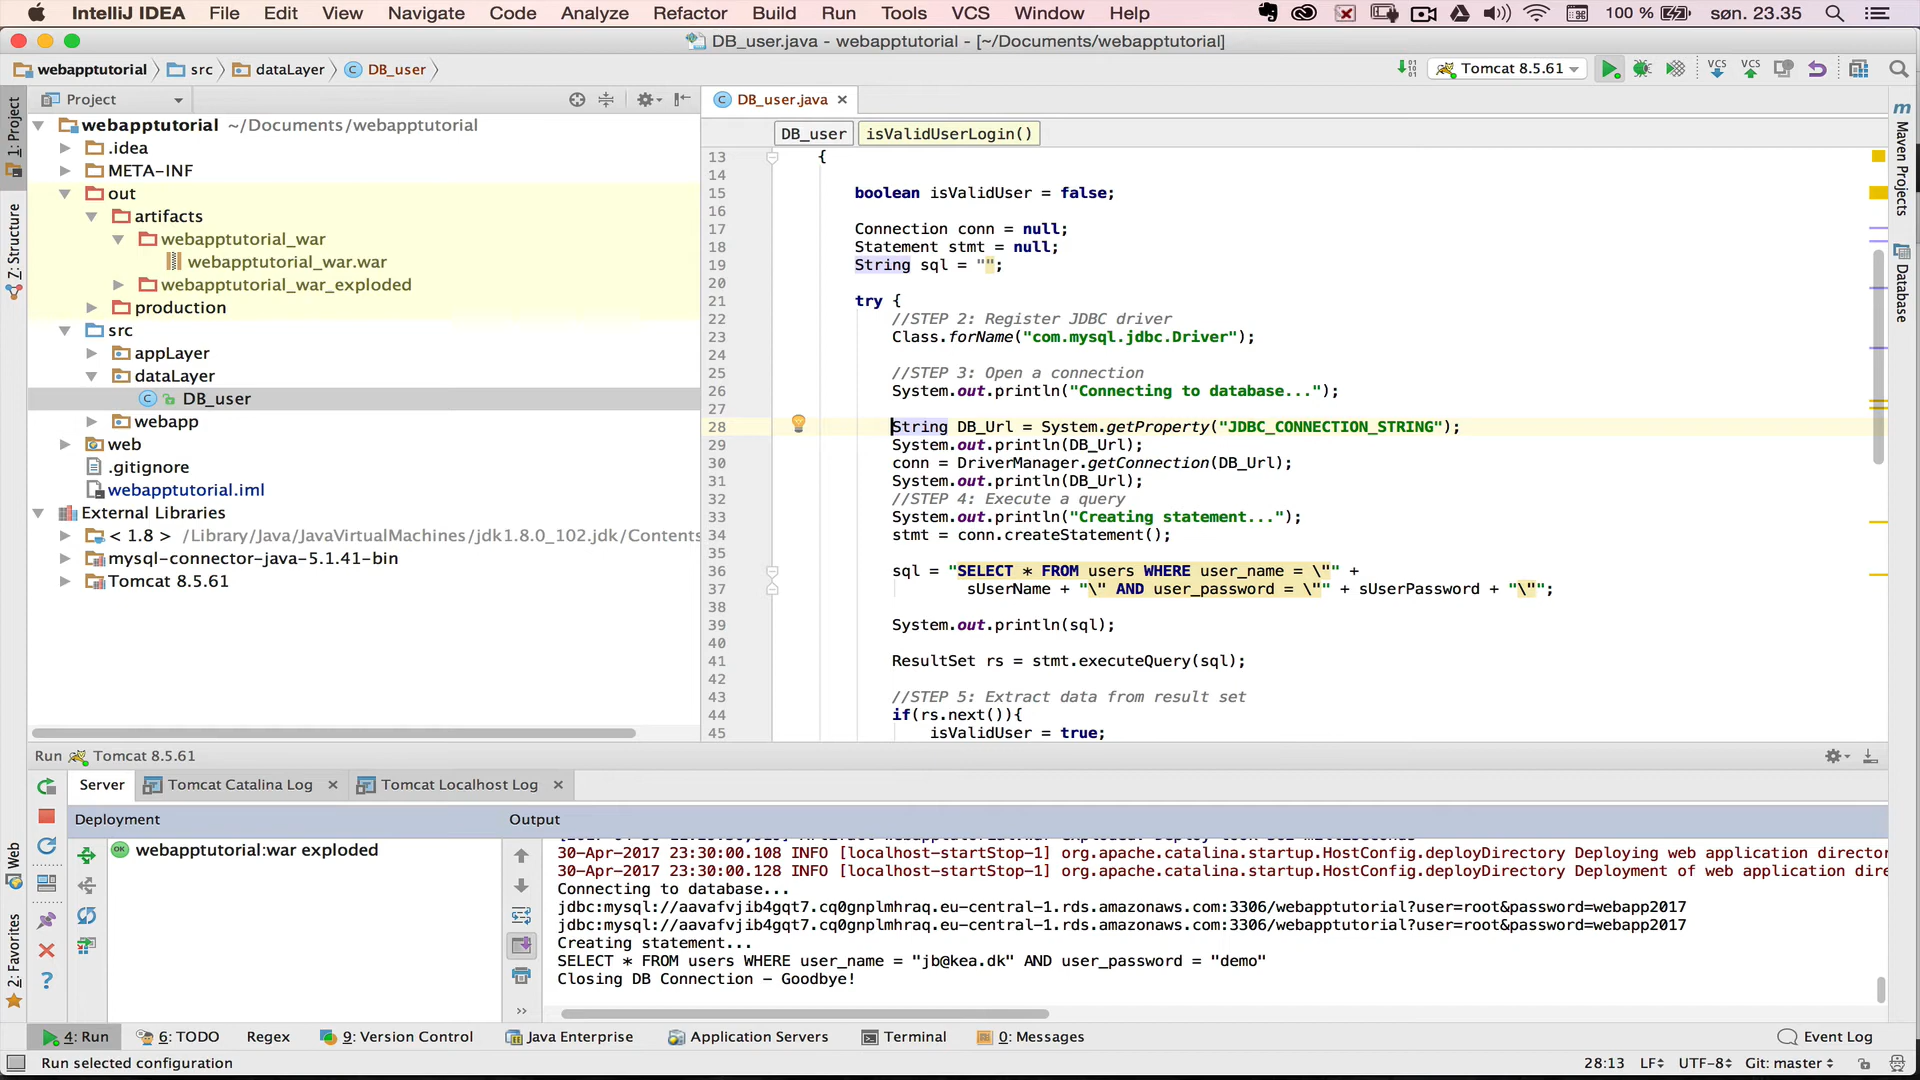 IntelliJ IDEA File Edit View Navigate Code Analyze Refactor Build Run Tools VCS Window Help 100 % søn. 23.35
DB_user.java - webapptutorial - [~/Documents/webapptutorial]
webapptutorial src dataLayer DB_user Tomcat 8.5.61 VCS VCS
Project
DB_user.java
1: Project
Z: Structure
Web
2: Favorites
webapptutorial ~/Documents/webapptutorial
.idea
META-INF
out
artifacts
webapptutorial_war
webapptutorial_war.war
webapptutorial_war_exploded
production
src
appLayer
dataLayer
DB_user
webapp
web
.gitignore
webapptutorial.iml
External Libraries
< 1.8 > /Library/Java/JavaVirtualMachines/jdk1.8.0_102.jdk/Contents
mysql-connector-java-5.1.41-bin
Tomcat 8.5.61
DB_user isValidUserLogin()
13 {
14
15 boolean isValidUser = false;
16
17 Connection conn = null;
18 Statement stmt = null;
19 String sql = "";
20
21 try {
22 //STEP 2: Register JDBC driver
23 Class.forName("com.mysql.jdbc.Driver");
24
25 //STEP 3: Open a connection
26 System.out.println("Connecting to database...");
27
28 String DB_Url = System.getProperty("JDBC_CONNECTION_STRING");
29 System.out.println(DB_Url);
30 conn = DriverManager.getConnection(DB_Url);
31 System.out.println(DB_Url);
32 //STEP 4: Execute a query
33 System.out.println("Creating statement...");
34 stmt = conn.createStatement();
35
36 sql = "SELECT * FROM users WHERE user_name = \"" +
37 sUserName + "\" AND user_password = \"" + sUserPassword + "\"";
38
39 System.out.println(sql);
40
41 ResultSet rs = stmt.executeQuery(sql);
42
43 //STEP 5: Extract data from result set
44 if(rs.next()){
45 isValidUser = true;
m Maven Projects
Database
Run Tomcat 8.5.61
Server Tomcat Catalina Log Tomcat Localhost Log
Deployment Output
OK webapptutorial:war exploded
30-Apr-2017 23:30:00.108 INFO [localhost-startStop-1] org.apache.catalina.startup.HostConfig.deployDirectory Deploying web application director
30-Apr-2017 23:30:00.128 INFO [localhost-startStop-1] org.apache.catalina.startup.HostConfig.deployDirectory Deployment of web application dire
Connecting to database...
jdbc:mysql://aavafvjib4gqt7.cq0gnplmhraq.eu-central-1.rds.amazonaws.com:3306/webapptutorial?user=root&password=webapp2017
jdbc:mysql://aavafvjib4gqt7.cq0gnplmhraq.eu-central-1.rds.amazonaws.com:3306/webapptutorial?user=root&password=webapp2017
Creating statement...
SELECT * FROM users WHERE user_name = "jb@kea.dk" AND user_password = "demo"
Closing DB Connection - Goodbye!
4: Run 6: TODO Regex 9: Version Control Java Enterprise Application Servers Terminal 0: Messages Event Log
Run selected configuration 28:13 LF UTF-8 Git: master